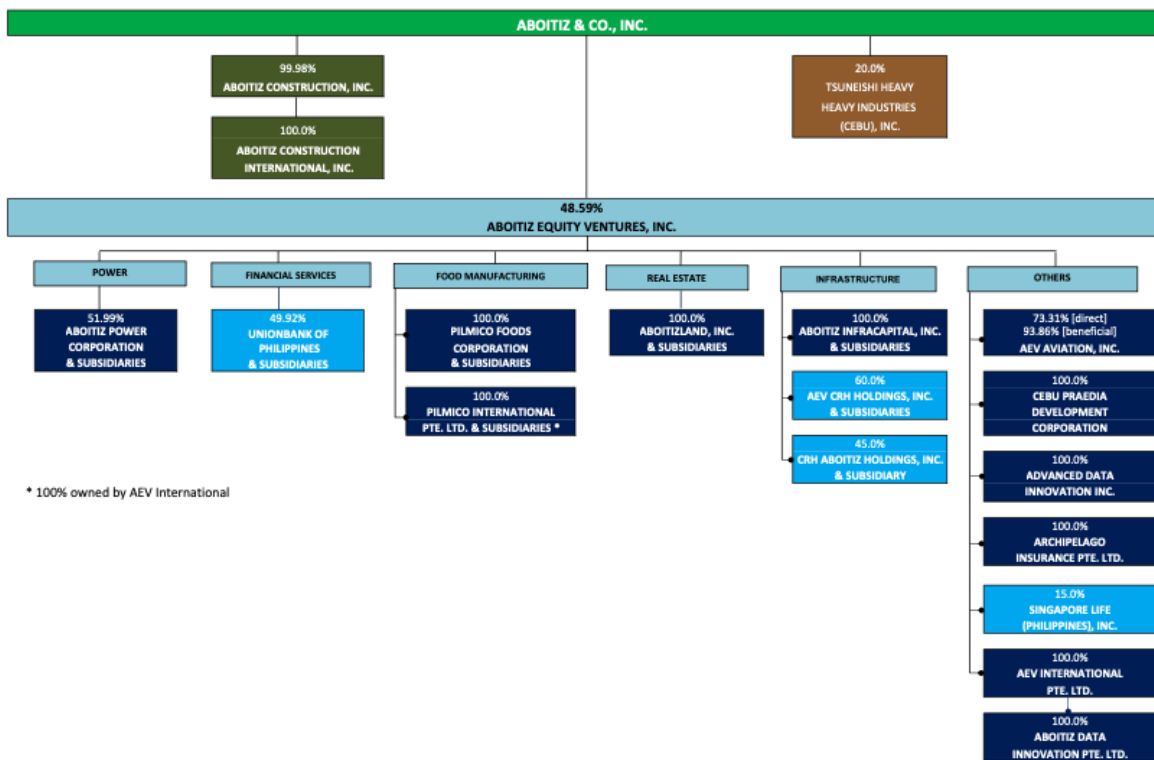 ABOITIZ & CO., INC.
99.98%
ABOITIZ CONSTRUCTION, INC.
100.0%
ABOITIZ CONSTRUCTION
INTERNATIONAL, INC.
20.0%
TSUNEISHI HEAVY
HEAVY INDUSTRIES
(CEBU), INC.
48.59%
ABOITIZ EQUITY VENTURES, INC.
POWER
51.99%
ABOITIZ POWER
CORPORATION
& SUBSIDIARIES
FINANCIAL SERVICES
49.92%
UNIONBANK OF
PHILIPPINES
& SUBSIDIARIES
FOOD MANUFACTURING
100.0%
PILMICO FOODS
CORPORATION
& SUBSIDIARIES
100.0%
PILMICO INTERNATIONAL
PTE. LTD. & SUBSIDIARIES *
REAL ESTATE
100.0%
ABOITIZLAND, INC.
& SUBSIDIARIES
INFRASTRUCTURE
100.0%
ABOITIZ INFRACAPITAL, INC.
& SUBSIDIARIES
60.0%
AEV CRH HOLDINGS, INC.
& SUBSIDIARIES
45.0%
CRH ABOITIZ HOLDINGS, INC.
& SUBSIDIARY
OTHERS
73.31% [direct]
93.86% [beneficial]
AEV AVIATION, INC.
100.0%
CEBU PRAEDIA
DEVELOPMENT
CORPORATION
100.0%
ADVANCED DATA
INNOVATION INC.
100.0%
ARCHIPELAGO
INSURANCE PTE. LTD.
15.0%
SINGAPORE LIFE
(PHILIPPINES), INC.
100.0%
AEV INTERNATIONAL
PTE. LTD.
100.0%
ABOITIZ DATA
INNOVATION PTE. LTD.
* 100% owned by AEV International